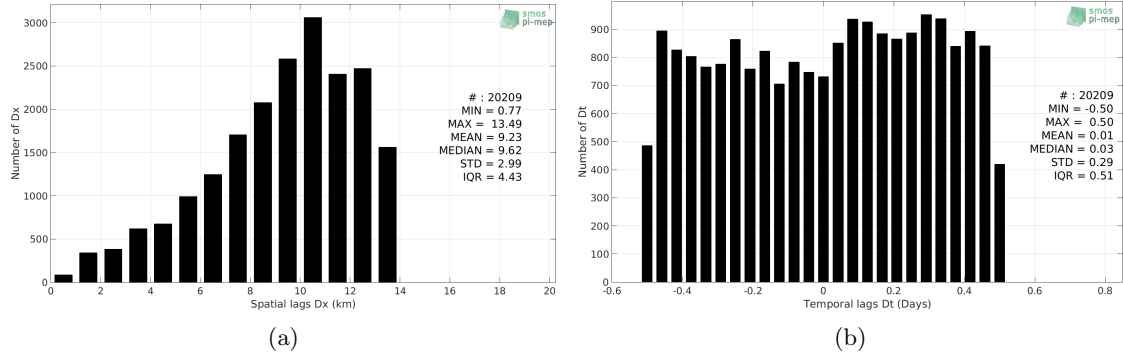 smos
pi-mep
3000
2500
2000
1500
1000
500
0
Number of Dx
# : 20209
MIN = 0.77
MAX = 13.49
MEAN = 9.23
MEDIAN = 9.62
STD = 2.99
IQR = 4.43
0 2 4 6 8 10 12 14 16 18 20
Spatial lags Dx (km)
(a)
smos
pi-mep
900
800
700
600
500
400
300
200
100
0
Number of Dt
# : 20209
MIN = -0.50
MAX = 0.50
MEAN = 0.01
MEDIAN = 0.03
STD = 0.29
IQR = 0.51
-0.6 -0.4 -0.2 0 0.2 0.4 0.6 0.8
Temporal lags Dt (Days)
(b)